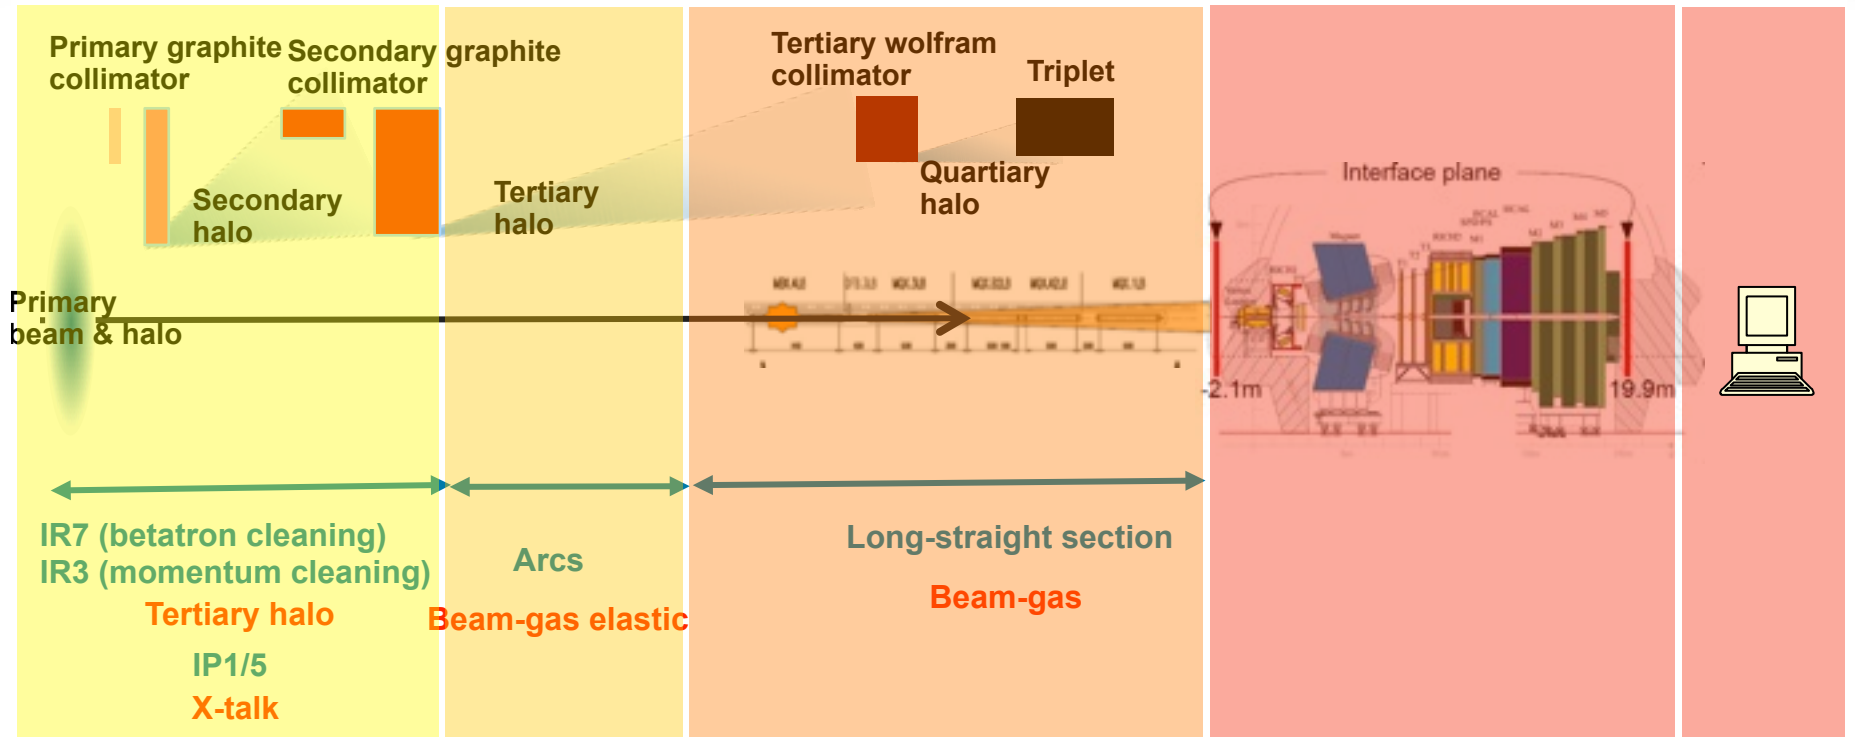 Primary graphite
collimator
Secondary graphite
collimator
Tertiary wolfram
collimator
Triplet
Secondary
halo
Tertiary
halo
Quartiary
halo
Interface plane
Primary
beam & halo
-2.1m
19.9m
IR7 (betatron cleaning)
IR3 (momentum cleaning)
Tertiary halo
IP1/5
X-talk
Arcs
Beam-gas elastic
Long-straight section
Beam-gas